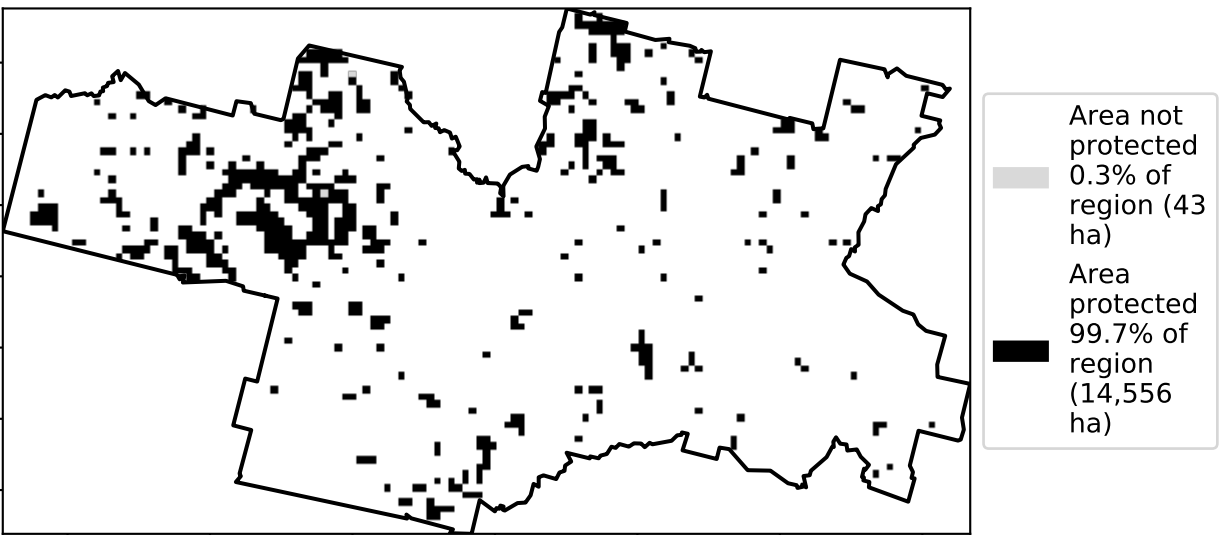 Area not
protected
0.3% of
region (43
ha)
Area
protected
99.7% of
region
(14,556
ha)